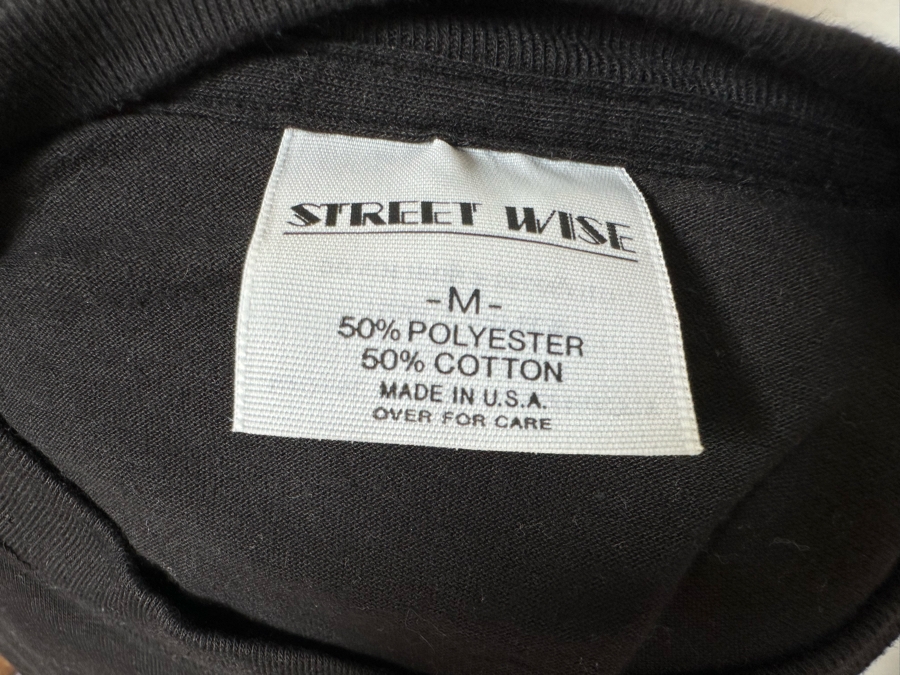 STREET WISE
-M-
50% POLYESTER
50% COTTON
MADE IN U.S.A.
OVER FOR CARE